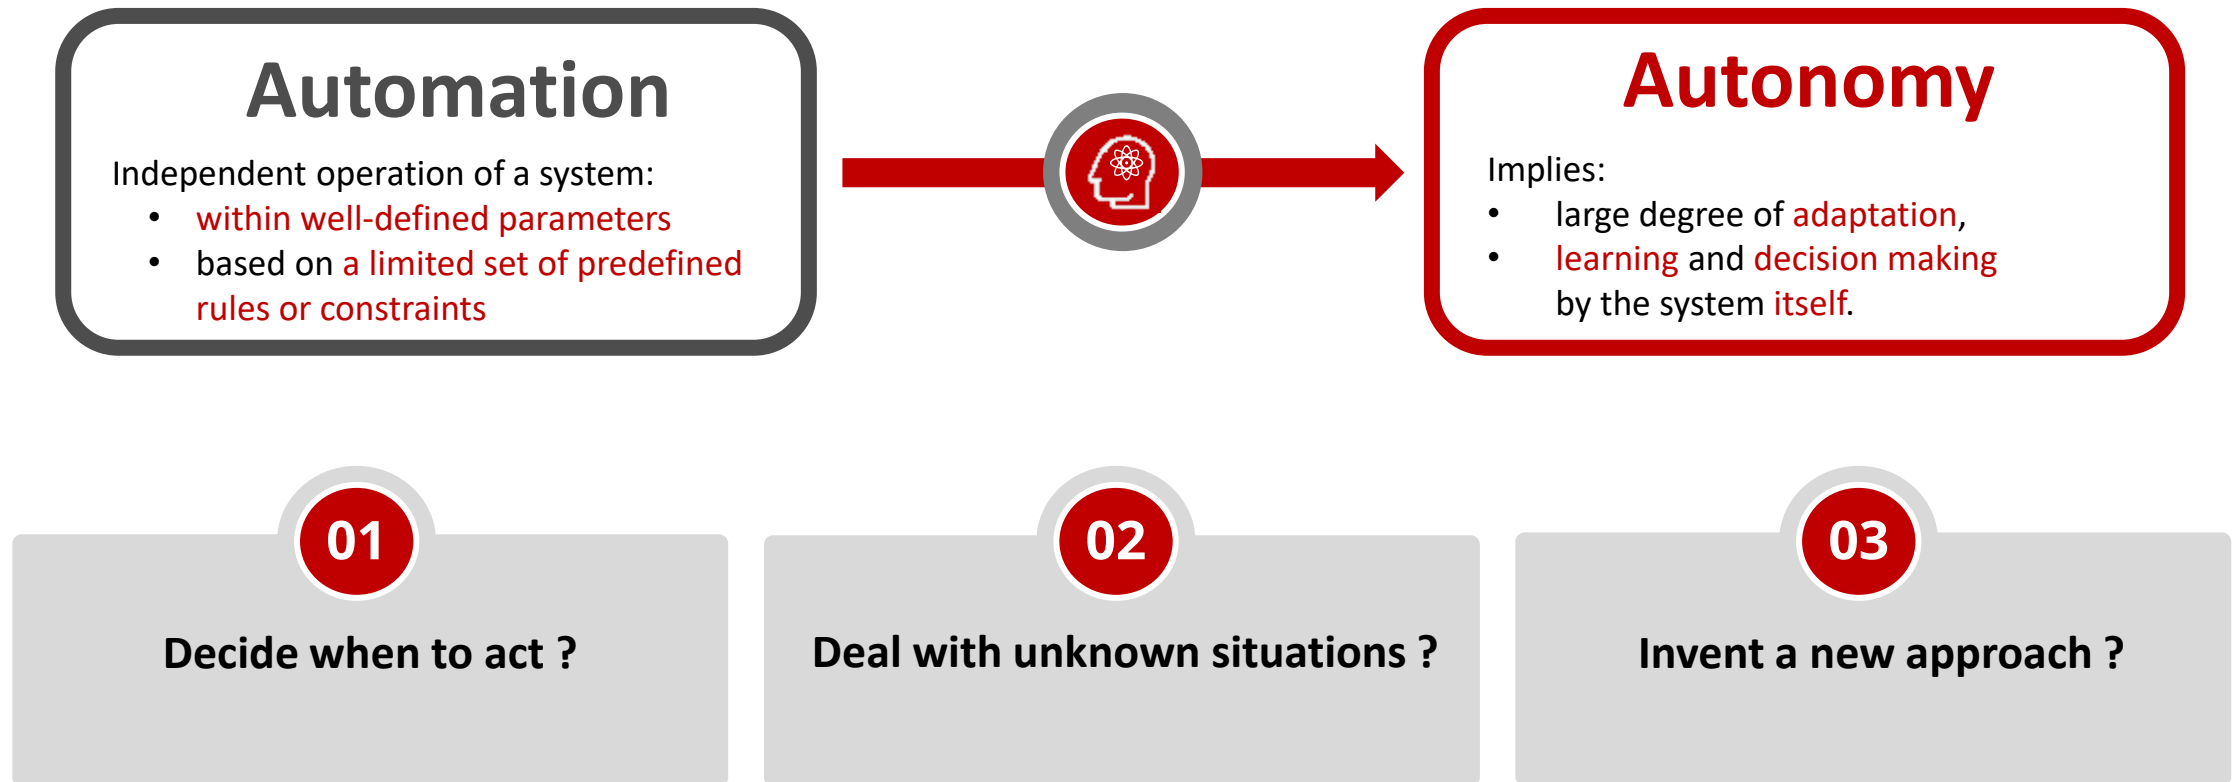 Automation
Independent operation of a system:
• within well-defined parameters
• based on a limited set of predefined
rules or constraints
Autonomy
Implies:
• large degree of adaptation,
• learning and decision making
by the system itself.
01
Decide when to act ?
02
Deal with unknown situations ?
03
Invent a new approach ?